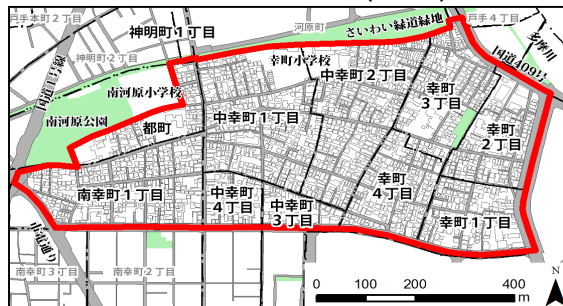 戸手本町2丁目
神明町1丁目
河原町
さいわい緑道緑地
戸手4丁目
多摩川
神明町2丁目
幸町小学校
国道409号
国道1号線
南河原小学校
中幸町2丁目
幸町
3丁目
南河原公園
都町
中幸町1丁目
幸町
2丁目
南幸町1丁目
中幸町
4丁目
中幸町
3丁目
幸町
4丁目
幸町1丁目
市電通り
南幸町3丁目
南幸町2丁目
N
0 100 200 400
m